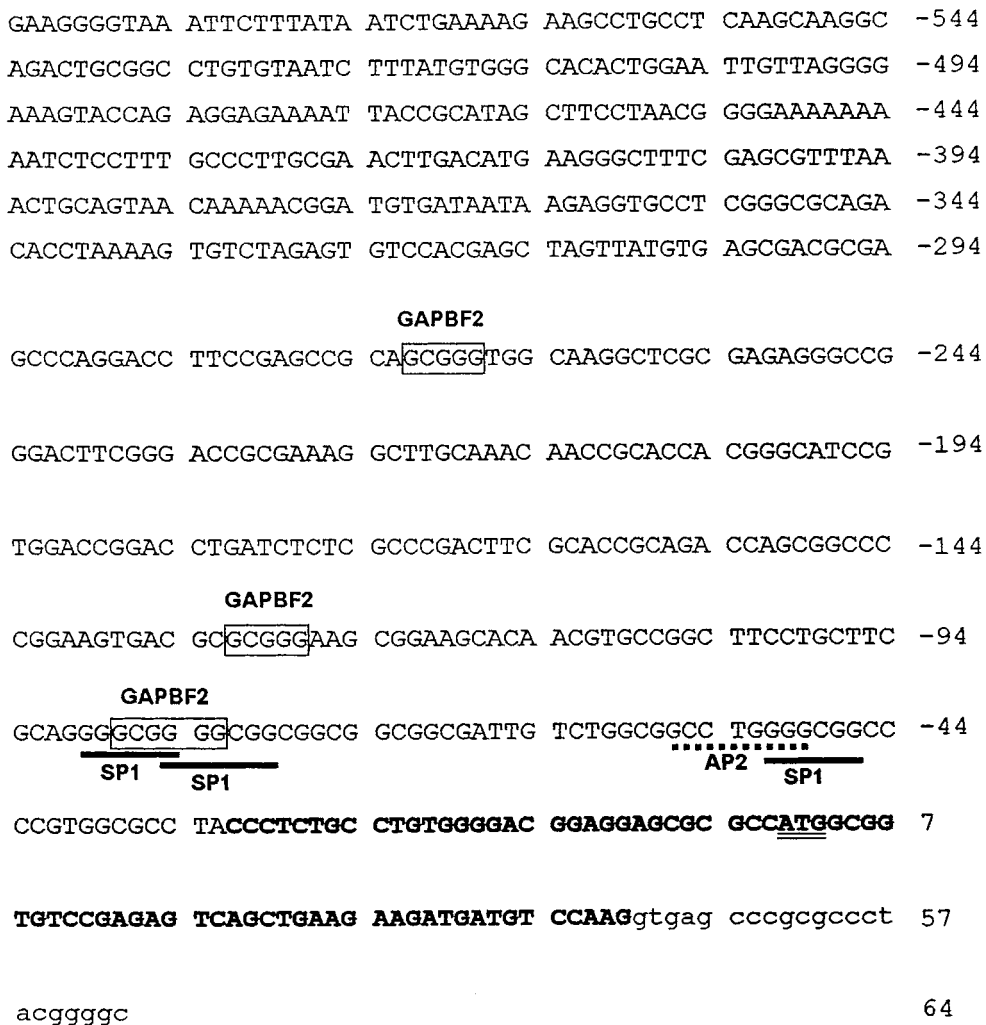 GAAGGGGTAA ATTCTTTATA ATCTGAAAAG AAGCCTGCCT CAAGCAAGGC -544
AGACTGCGGC CTGTGTAATC TTTATGTGGG CACACTGGAA TTGTTAGGGG -494
AAAGTACCAG AGGAGAAAAT TACCGCATAG CTTCCTAACG GGGAAAAAAA -444
AATCTCCTTT GCCCTTGCGA ACTTGACATG AAGGGCTTTC GAGCGTTTAA -394
ACTGCAGTAA CAAAAACGGA TGTGATAATA AGAGGTGCCT CGGGCGCAGA -344
CACCTAAAAG TGTCTAGAGT GTCCACGAGC TAGTTATGTG AGCGACGCGA -294
GAPBF2
GCCCAGGACC TTCCGAGCCG CAGCGGGTGG CAAGGCTCGC GAGAGGGCCG -244
GGACTTCGGG ACCGCGAAAG GCTTGCAAAC AACCGCACCA CGGGCATCCG -194
TGGACCGGAC CTGATCTCTC GCCCGACTTC GCACCGCAGA CCAGCGGCCC -144
GAPBF2
CGGAAGTGAC GCGCGGGAAG CGGAAGCACA ACGTGCCGGC TTCCTGCTTC -94
GAPBF2
GCAGGGGCGG GGCGGCGGCG GCGGCGATTG TCTGGCGGCC TGGGGCGGCC -44
SP1 SP1 AP2 SP1
CCGTGGCGCC TACCCTCTGC CTGTGGGGAC GGAGGAGCGC GCCATGGCGG 7
TGTCCGAGAG TCAGCTGAAG AAGATGATGT CCAAGgtgag cccgcgccct 57
acggggc 64